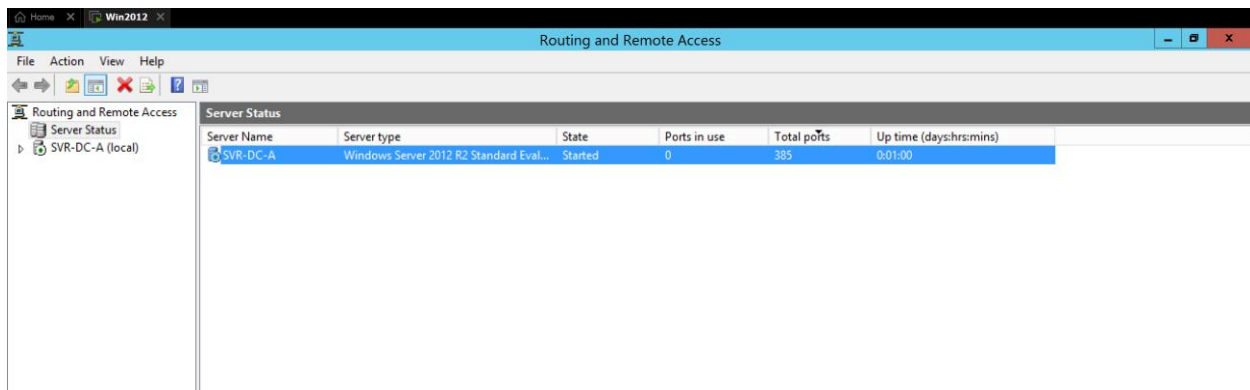 Home Win2012
Routing and Remote Access
File Action View Help
Routing and Remote Access
Server Status
SVR-DC-A (local)
Server Status
Server Name Server type State Ports in use Total ports Up time (days:hrs:mins)
SVR-DC-A Windows Server 2012 R2 Standard Eval... Started 0 385 0:01:00